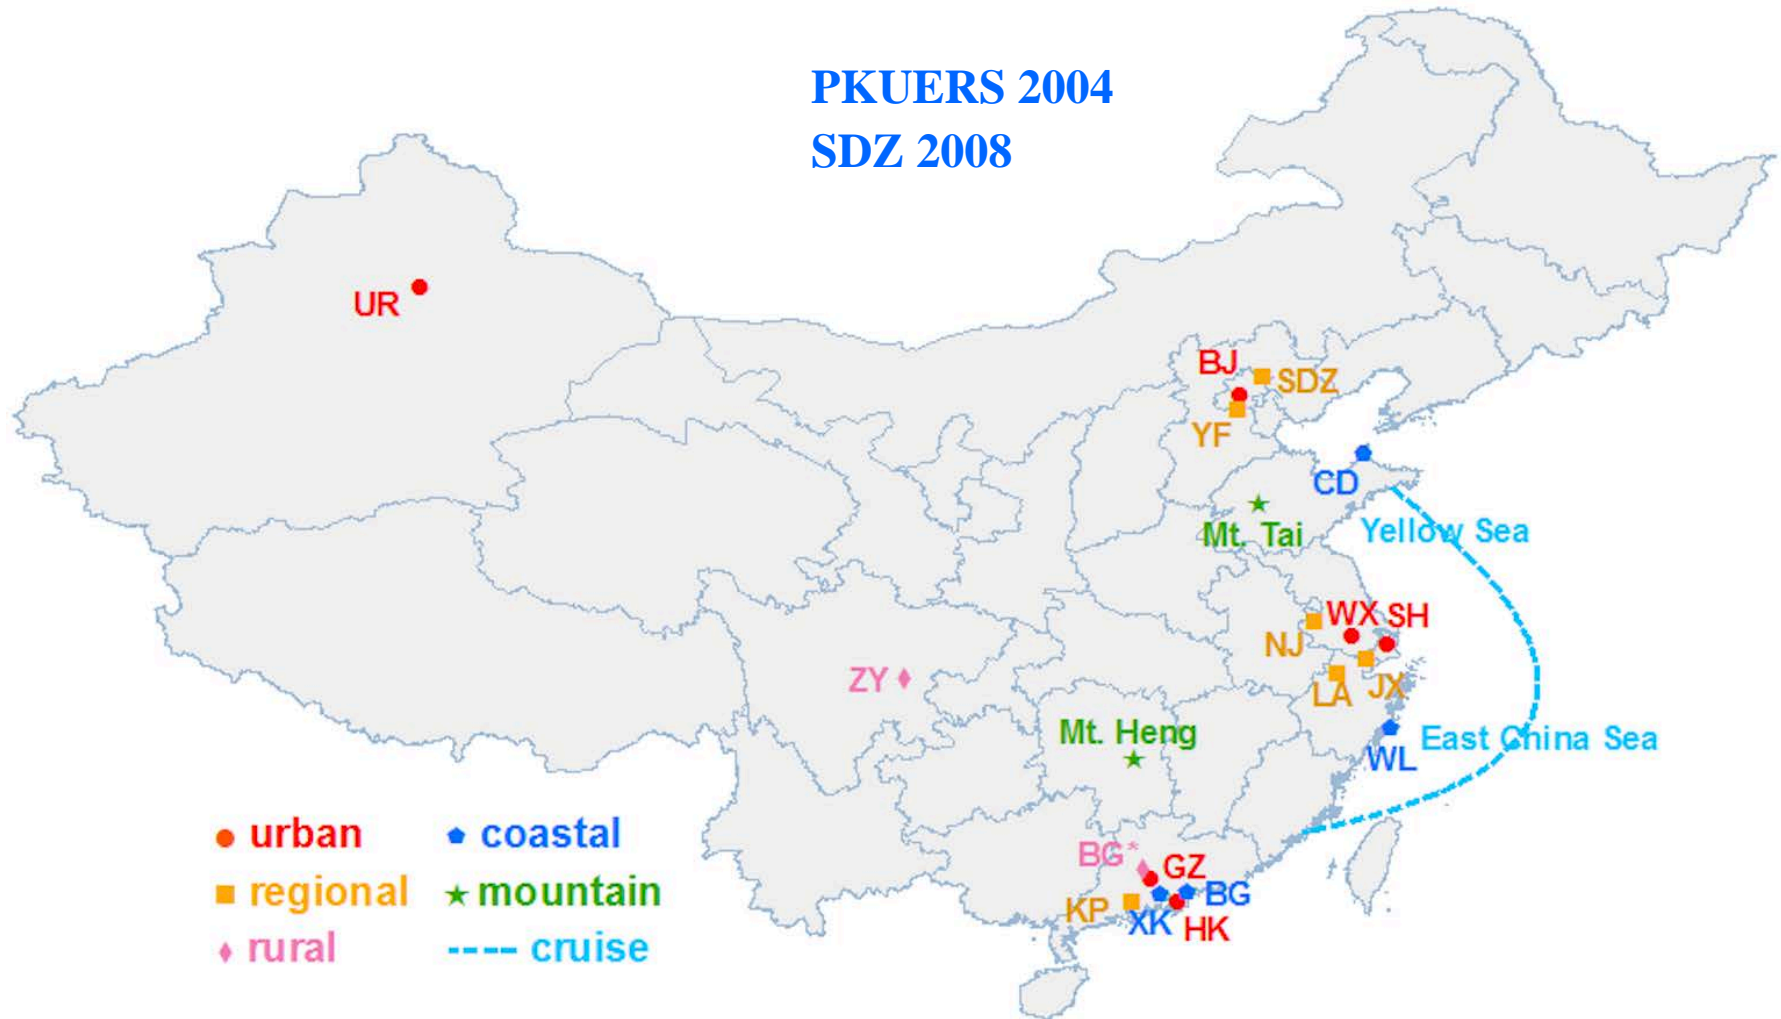 PKUERS 2004
SDZ 2008
UR
BJ
SDZ
YF
CD
Mt. Tai
Yellow Sea
WX
SH
NJ
ZY
LA
JX
Mt. Heng
East China Sea
WL
BG*
GZ
KP
XK
BG
HK
urban
coastal
regional
mountain
rural
cruise